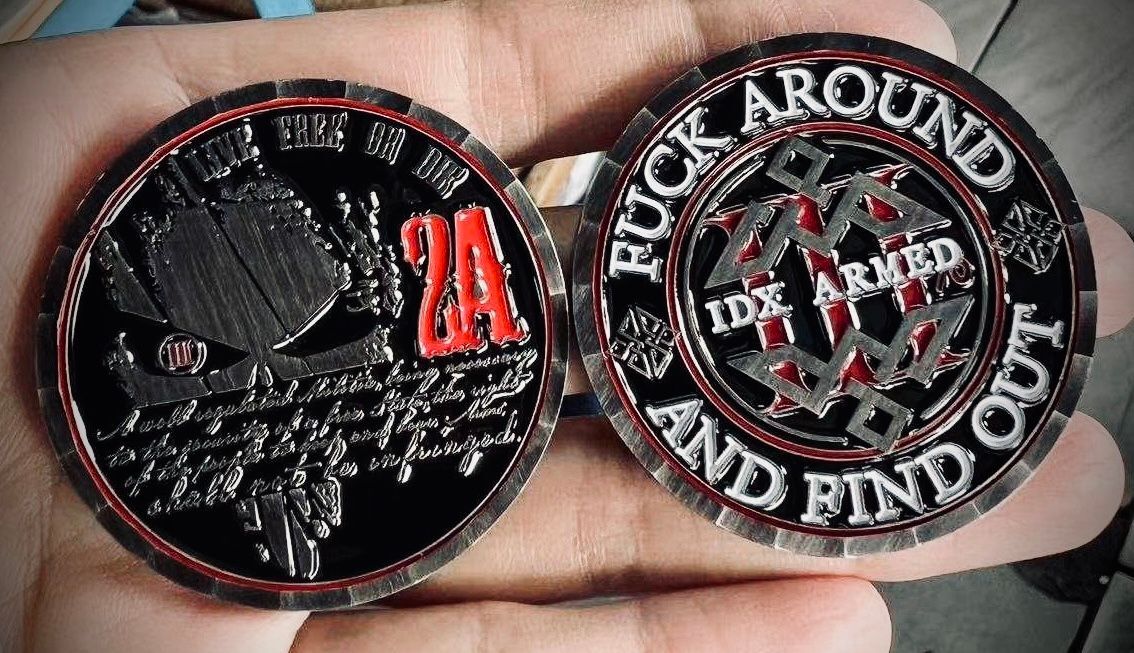 LIVE FREE OR DIE
2A
III
A well regulated Militia, being necessary
to the security of a free State, the right
of the people to keep and bear Arms,
shall not be infringed.
FUCK AROUND
IDX ARMED
AND FIND OUT